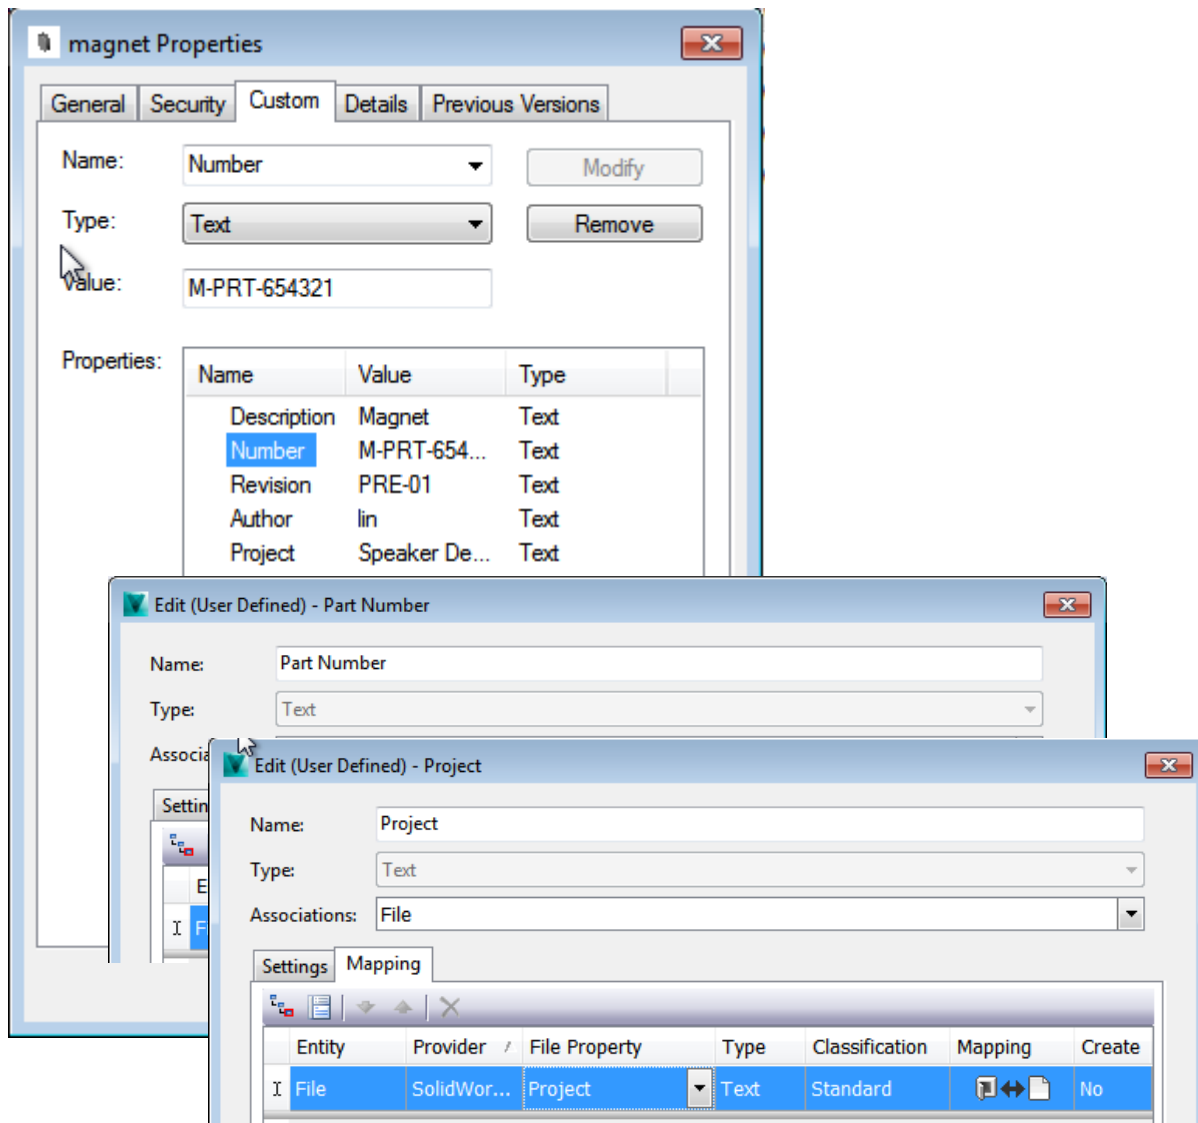 magnet Properties
General Security Custom Details Previous Versions
Name: Number Modify
Type: Text Remove
Value: M-PRT-654321
Properties:
Name Value Type
Description Magnet Text
Number M-PRT-654... Text
Revision PRE-01 Text
Author lin Text
Project Speaker De... Text
Edit (User Defined) - Part Number
Name: Part Number
Type: Text
Associa
Settin
E
F
Edit (User Defined) - Project
Name: Project
Type: Text
Associations: File
Settings Mapping
Entity Provider File Property Type Classification Mapping Create
File SolidWor... Project Text Standard No